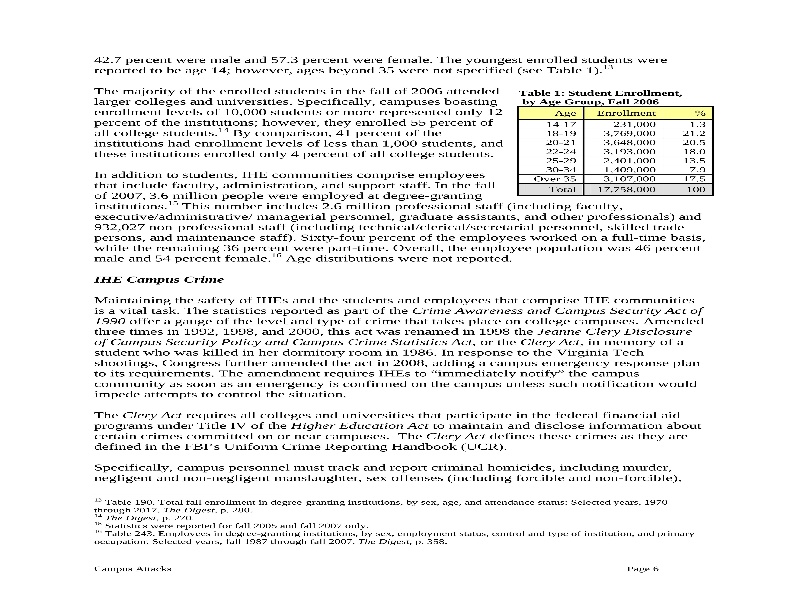 42.7 percent were male and 57.3 percent were female. The youngest enrolled students were
reported to be age 14; however, ages beyond 35 were not specified (see Table 1).13
The majority of the enrolled students in the fall of 2006 attended
larger colleges and universities. Specifically, campuses boasting
enrollment levels of 10,000 students or more represented only 12
percent of the institutions; however, they enrolled 55 percent of
all college students.14 By comparison, 41 percent of the
institutions had enrollment levels of less than 1,000 students, and
these institutions enrolled only 4 percent of all college students.
Table 1: Student Enrollment,
by Age Group, Fall 2006
Age Enrollment %
14-17 231,000 1.3
18-19 3,769,000 21.2
20-21 3,648,000 20.5
22-24 3,193,000 18.0
25-29 2,401,000 13.5
30-34 1,409,000 7.9
Over 35 3,107,000 17.5
Total 17,758,000 100
In addition to students, IHE communities comprise employees
that include faculty, administration, and support staff. In the fall
of 2007, 3.6 million people were employed at degree-granting
institutions.15 This number includes 2.6 million professional staff (including faculty,
executive/administrative/ managerial personnel, graduate assistants, and other professionals) and
932,027 non-professional staff (including technical/clerical/secretarial personnel, skilled trade
persons, and maintenance staff). Sixty-four percent of the employees worked on a full-time basis,
while the remaining 36 percent were part-time. Overall, the employee population was 46 percent
male and 54 percent female.16 Age distributions were not reported.
IHE Campus Crime
Maintaining the safety of IHEs and the students and employees that comprise IHE communities
is a vital task. The statistics reported as part of the Crime Awareness and Campus Security Act of
1990 offer a gauge of the level and type of crime that takes place on college campuses. Amended
three times in 1992, 1998, and 2000, this act was renamed in 1998 the Jeanne Clery Disclosure
of Campus Security Policy and Campus Crime Statistics Act, or the Clery Act, in memory of a
student who was killed in her dormitory room in 1986. In response to the Virginia Tech
shootings, Congress further amended the act in 2008, adding a campus emergency response plan
to its requirements. The amendment requires IHEs to “immediately notify” the campus
community as soon as an emergency is confirmed on the campus unless such notification would
impede attempts to control the situation.
The Clery Act requires all colleges and universities that participate in the federal financial aid
programs under Title IV of the Higher Education Act to maintain and disclose information about
certain crimes committed on or near campuses. The Clery Act defines these crimes as they are
defined in the FBI’s Uniform Crime Reporting Handbook (UCR).
Specifically, campus personnel must track and report criminal homicides, including murder,
negligent and non-negligent manslaughter, sex offenses (including forcible and non-forcible),
13 Table 190. Total fall enrollment in degree-granting institutions, by sex, age, and attendance status: Selected years, 1970
through 2017, The Digest, p. 280.
14 The Digest, p. 270.
15 Statistics were reported for fall 2005 and fall 2007 only.
16 Table 243. Employees in degree-granting institutions, by sex, employment status, control and type of institution, and primary
occupation. Selected years, fall 1987 through fall 2007. The Digest, p. 358.
Campus Attacks Page 6